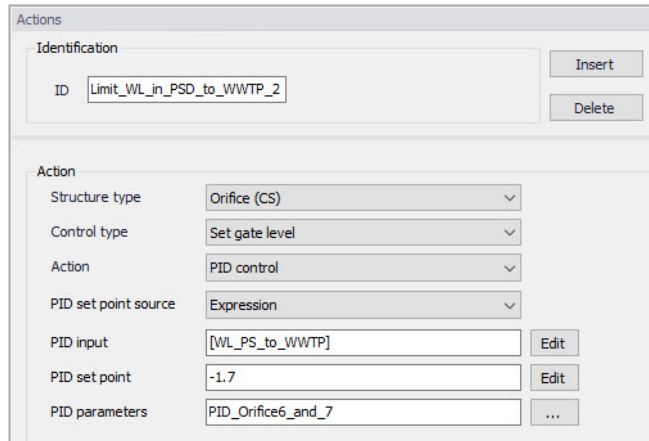 Actions
Identification
ID Limit_WL_in_PSD_to_WWTP_2
Insert
Delete
Action
Structure type Orifice (CS)
Control type Set gate level
Action PID control
PID set point source Expression
PID input [WL_PS_to_WWTP] Edit
PID set point -1.7 Edit
PID parameters PID_Orifice6_and_7 ...